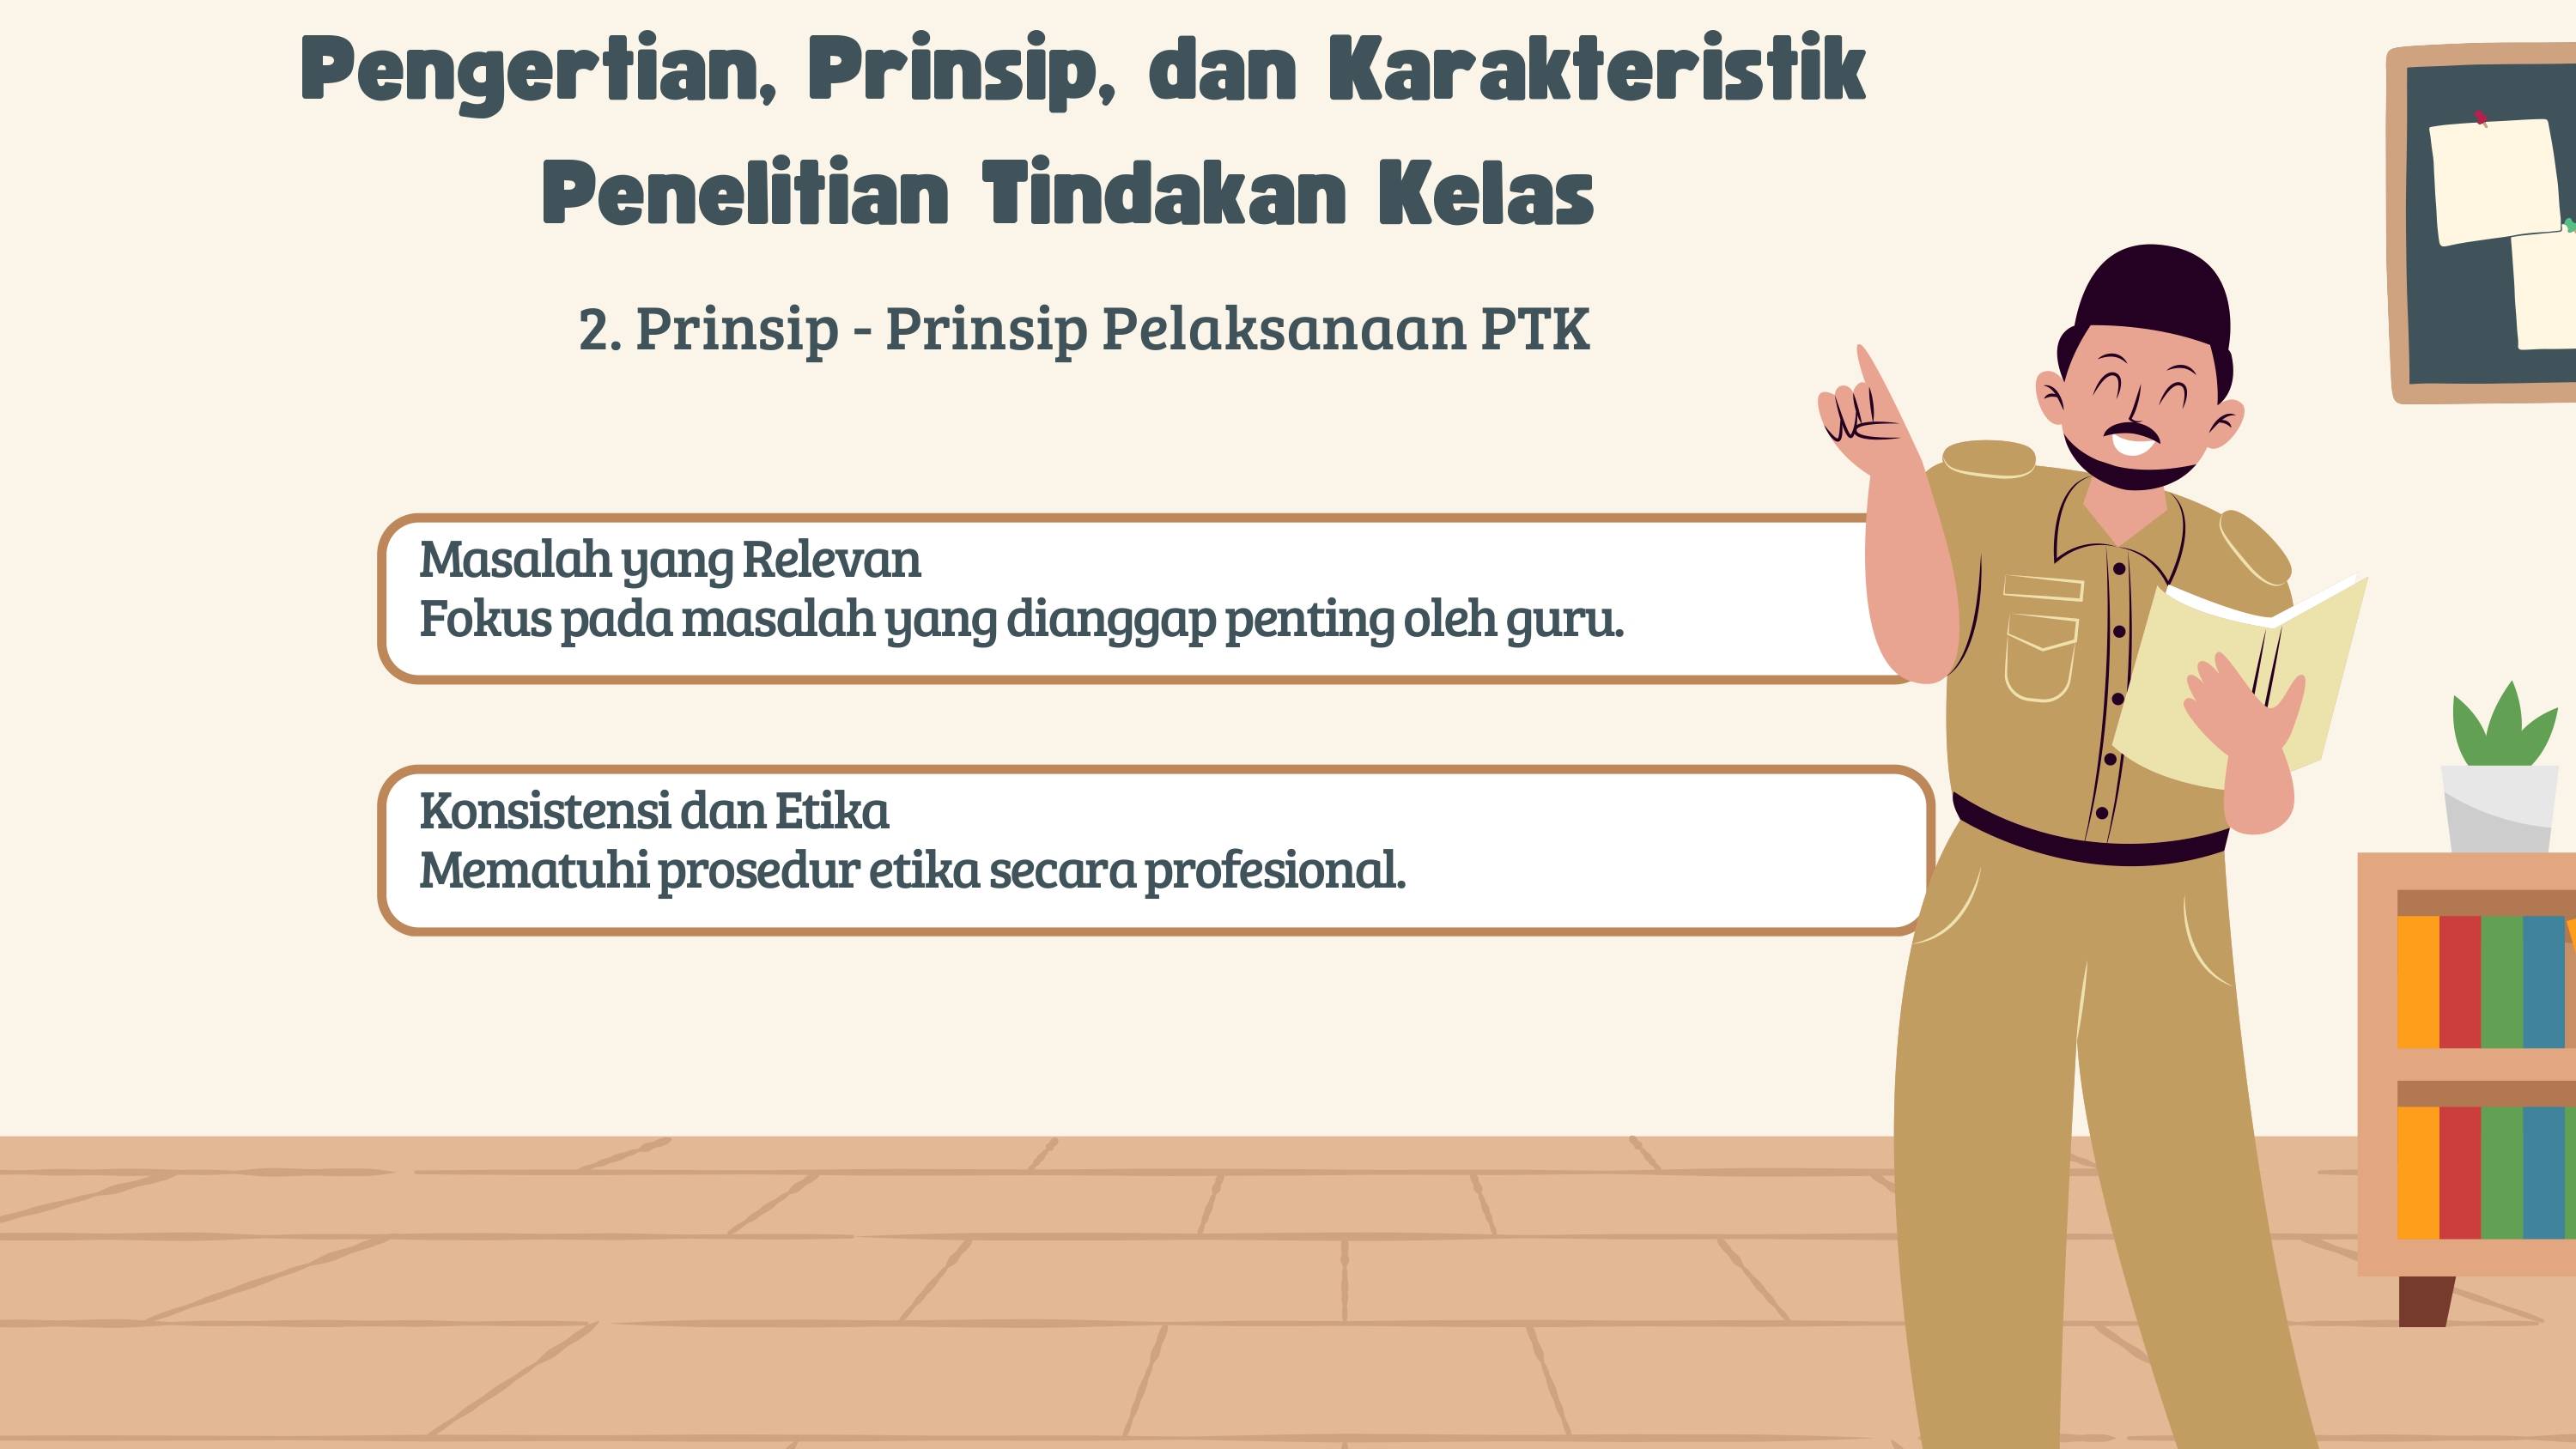 Pengertian, Prinsip, dan Karakteristik
Penelitian Tindakan Kelas
2. Prinsip - Prinsip Pelaksanaan PTK
Masalah yang Relevan
Fokus pada masalah yang dianggap penting oleh guru.
Konsistensi dan Etika
Mematuhi prosedur etika secara profesional.